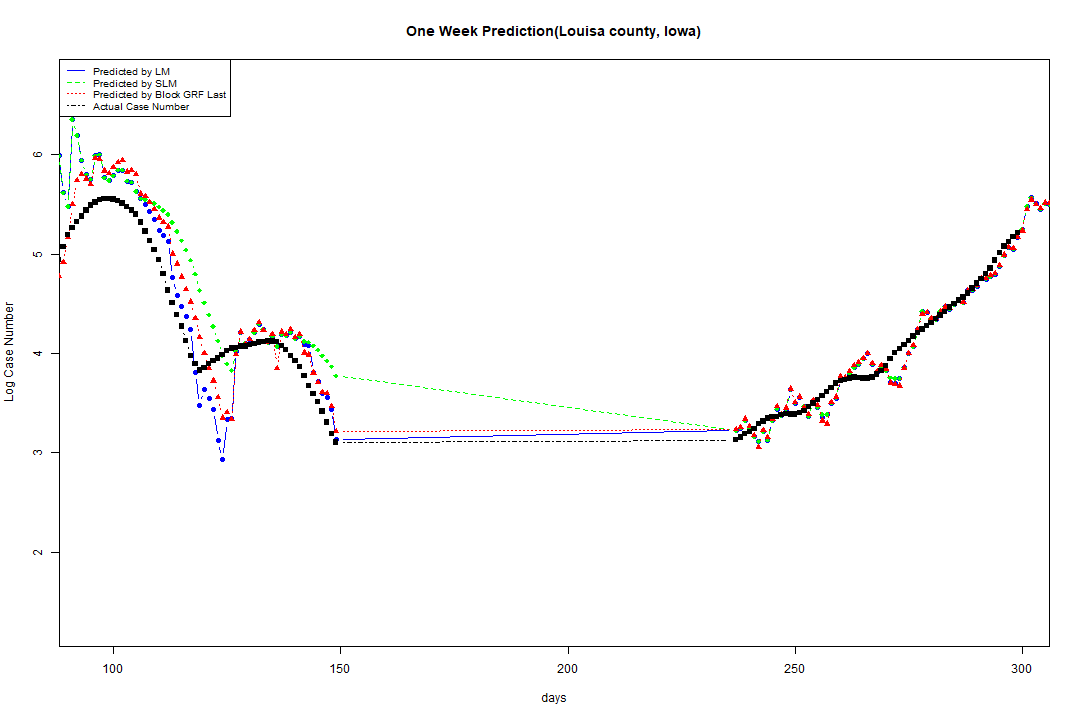 One Week Prediction(Louisa county, Iowa)
Predicted by LM
Predicted by SLM
Predicted by Block GRF Last
Actual Case Number
6
5
4
3
2
Log Case Number
100 150 200 250 300
days